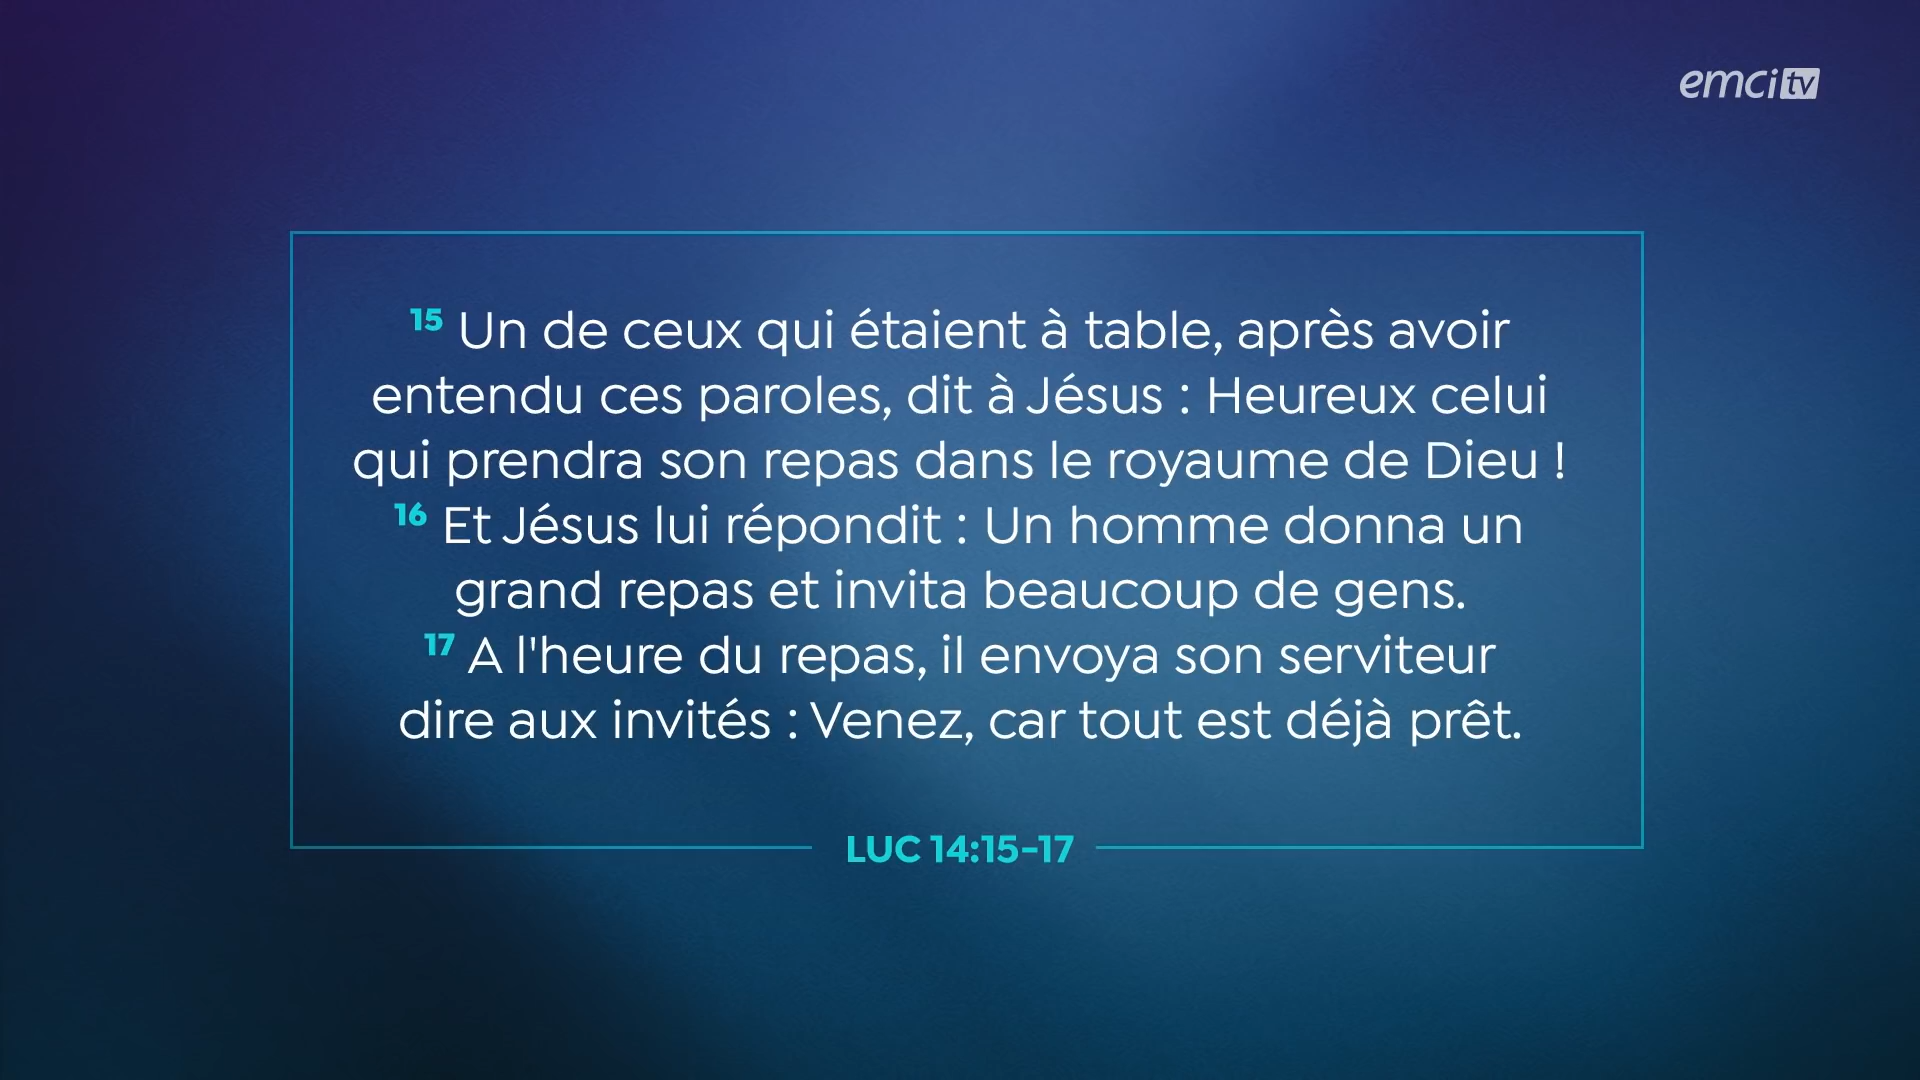 emci tv
15 Un de ceux qui étaient à table, après avoir
entendu ces paroles, dit à Jésus : Heureux celui
qui prendra son repas dans le royaume de Dieu !
16 Et Jésus lui répondit : Un homme donna un
grand repas et invita beaucoup de gens.
17 A l'heure du repas, il envoya son serviteur
dire aux invités : Venez, car tout est déjà prêt.
LUC 14:15-17